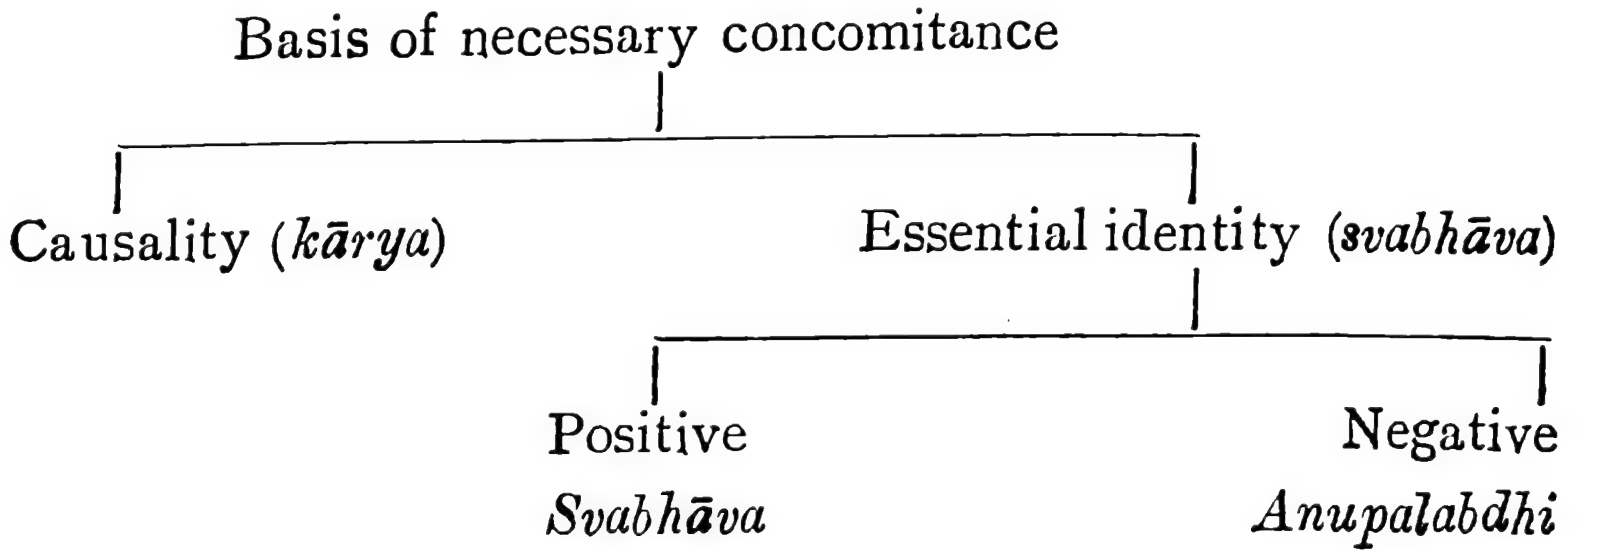 Basis of necessary concomitance
Causality (kārya)
Essential identity (svabhāva)
Positive
Negative
Svabhāva
Anupalabdhi